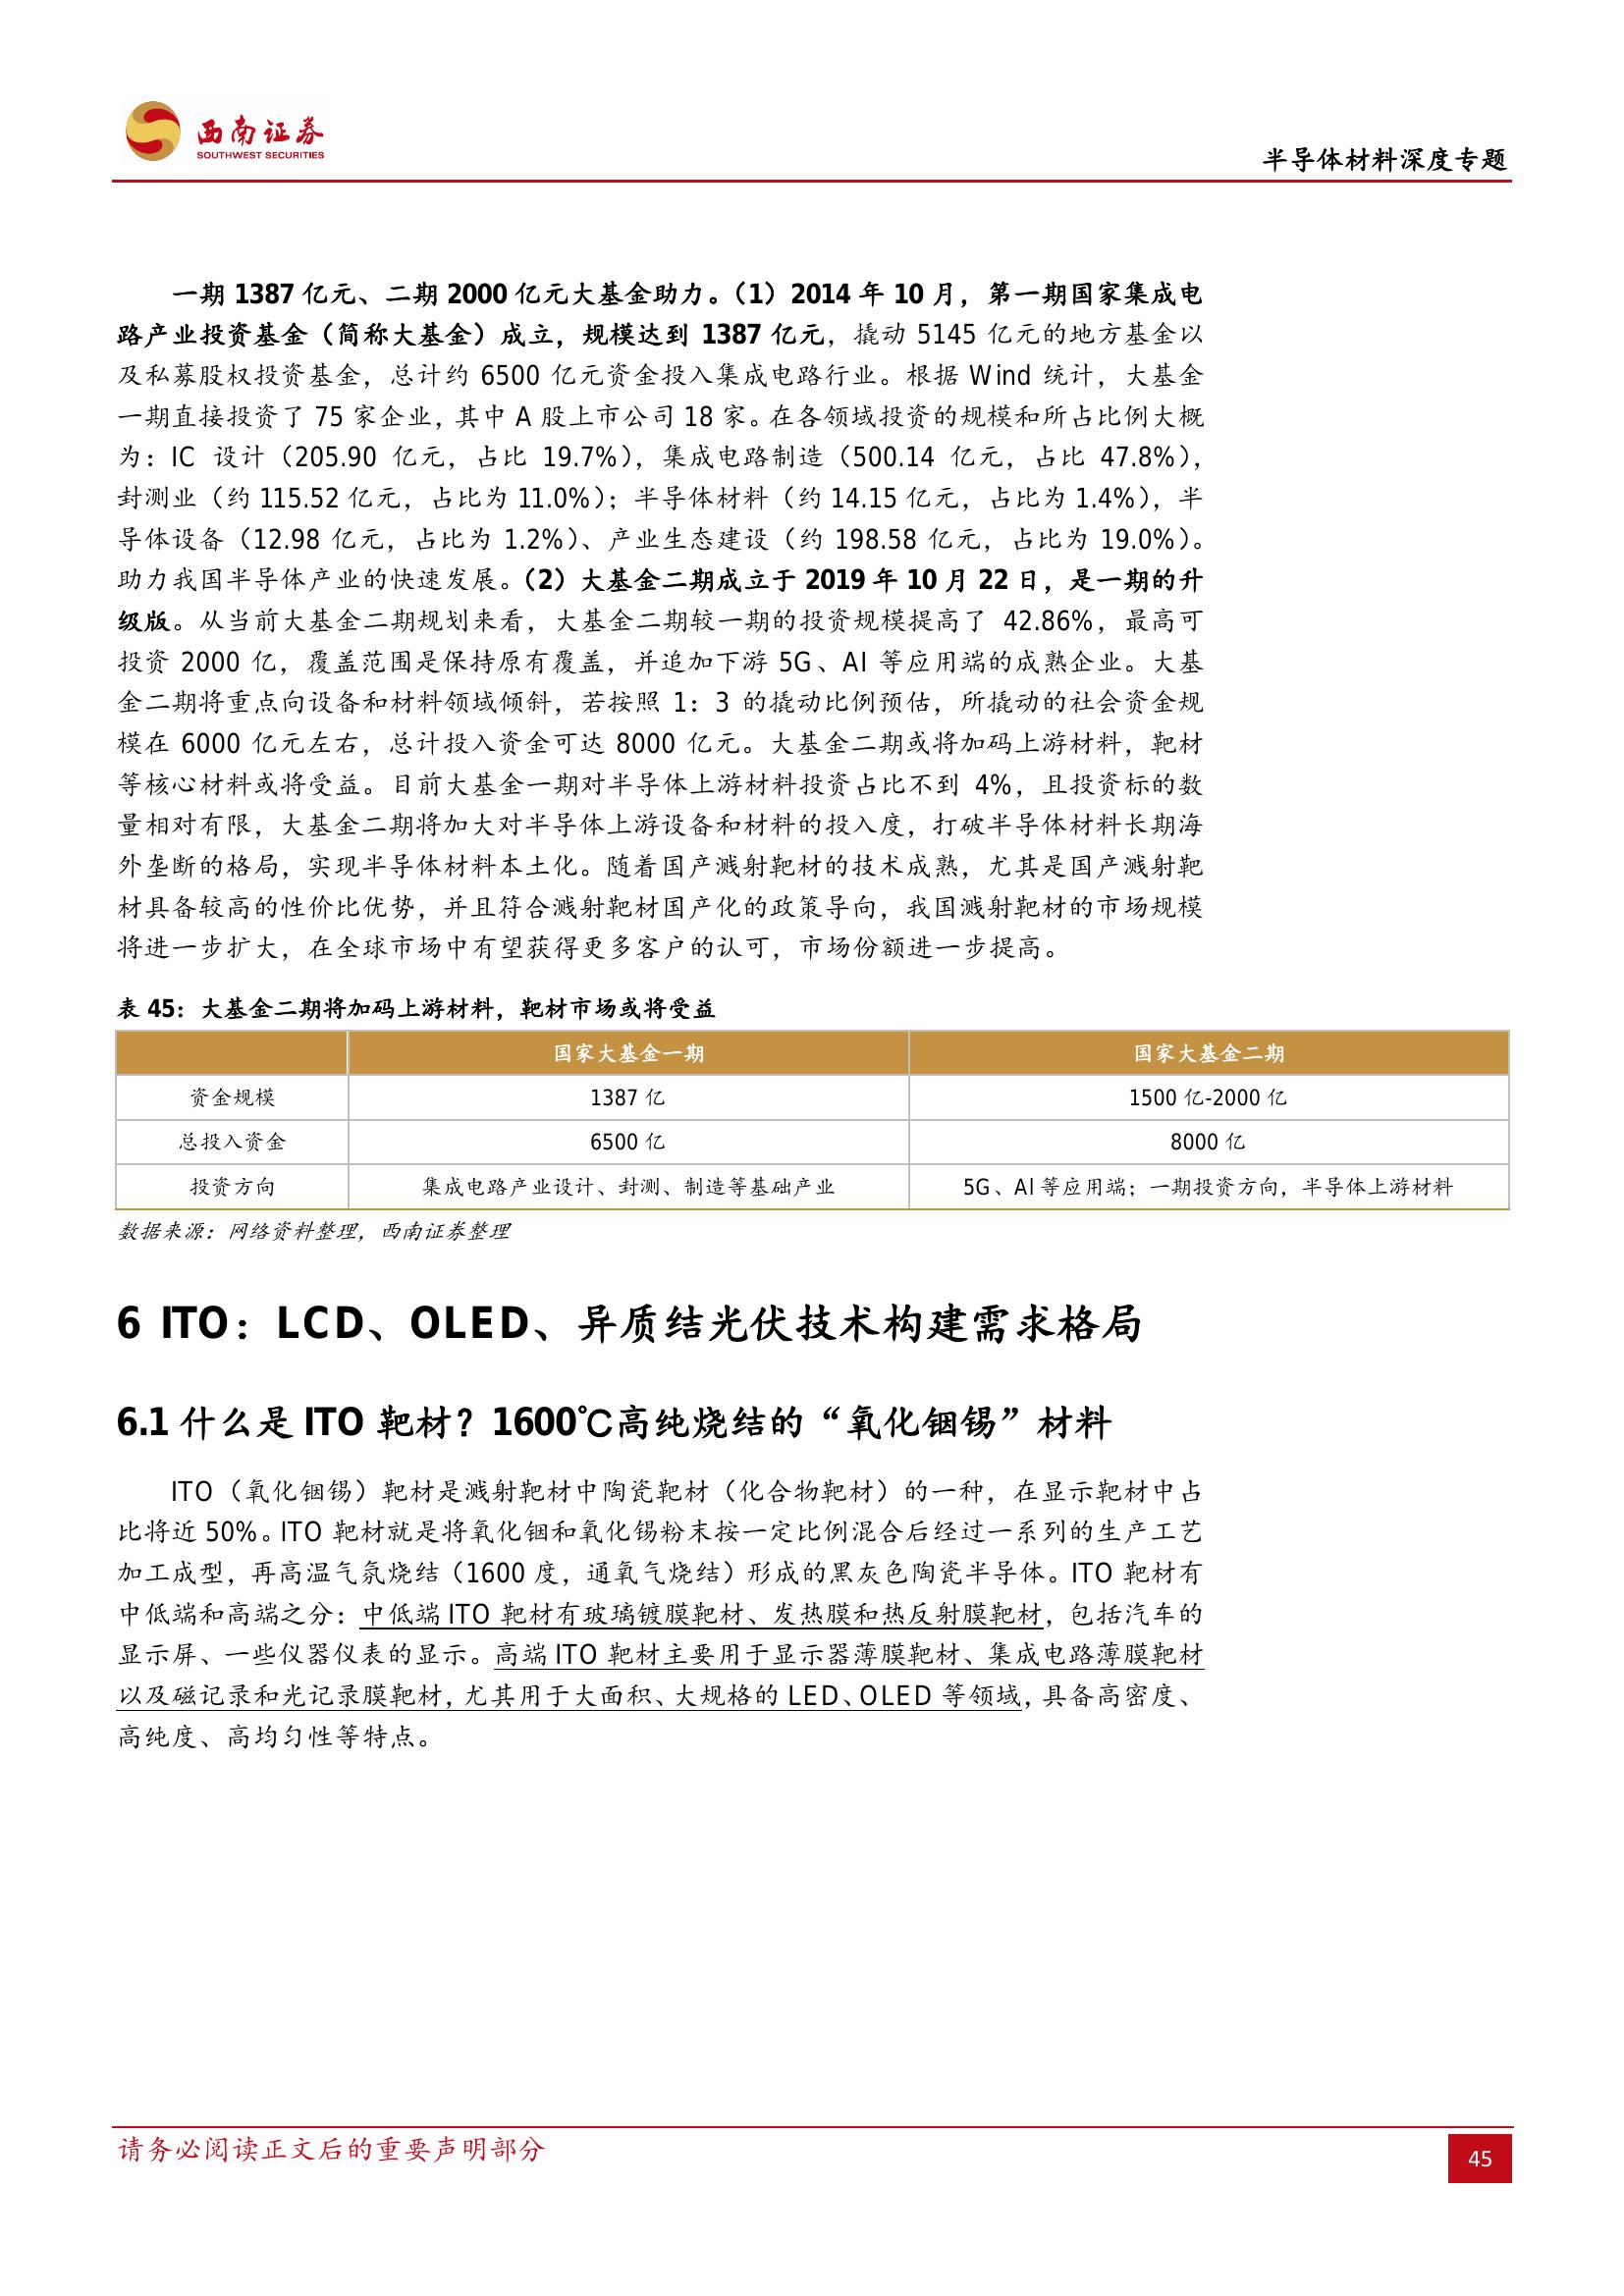 西南证券
SOUTHWEST SECURITIES
半导体材料深度专题
一期 1387 亿元、二期 2000 亿元大基金助力。（1）2014 年 10 月，第一期国家集成电
路产业投资基金（简称大基金）成立，规模达到 1387 亿元，撬动 5145 亿元的地方基金以
及私募股权投资基金，总计约 6500 亿元资金投入集成电路行业。根据 Wind 统计，大基金
一期直接投资了 75 家企业，其中 A 股上市公司 18 家。在各领域投资的规模和所占比例大概
为：IC 设计（205.90 亿元，占比 19.7%），集成电路制造（500.14 亿元，占比 47.8%），
封测业（约 115.52 亿元，占比为 11.0%）；半导体材料（约 14.15 亿元，占比为 1.4%），半
导体设备（12.98 亿元，占比为 1.2%）、产业生态建设（约 198.58 亿元，占比为 19.0%）。
助力我国半导体产业的快速发展。（2）大基金二期成立于 2019 年 10 月 22 日，是一期的升
级版。从当前大基金二期规划来看，大基金二期较一期的投资规模提高了 42.86%，最高可
投资 2000 亿，覆盖范围是保持原有覆盖，并追加下游 5G、AI 等应用端的成熟企业。大基
金二期将重点向设备和材料领域倾斜，若按照 1：3 的撬动比例预估，所撬动的社会资金规
模在 6000 亿元左右，总计投入资金可达 8000 亿元。大基金二期或将加码上游材料，靶材
等核心材料或将受益。目前大基金一期对半导体上游材料投资占比不到 4%，且投资标的数
量相对有限，大基金二期将加大对半导体上游设备和材料的投入度，打破半导体材料长期海
外垄断的格局，实现半导体材料本土化。随着国产溅射靶材的技术成熟，尤其是国产溅射靶
材具备较高的性价比优势，并且符合溅射靶材国产化的政策导向，我国溅射靶材的市场规模
将进一步扩大，在全球市场中有望获得更多客户的认可，市场份额进一步提高。
表 45：大基金二期将加码上游材料，靶材市场或将受益
国家大基金一期 国家大基金二期
资金规模 1387 亿 1500 亿-2000 亿
总投入资金 6500 亿 8000 亿
投资方向 集成电路产业设计、封测、制造等基础产业 5G、AI 等应用端；一期投资方向，半导体上游材料
数据来源：网络资料整理，西南证券整理
6 ITO：LCD、OLED、异质结光伏技术构建需求格局
6.1 什么是 ITO 靶材？1600℃高纯烧结的“氧化铟锡”材料
ITO（氧化铟锡）靶材是溅射靶材中陶瓷靶材（化合物靶材）的一种，在显示靶材中占
比将近 50%。ITO 靶材就是将氧化铟和氧化锡粉末按一定比例混合后经过一系列的生产工艺
加工成型，再高温气氛烧结（1600 度，通氧气烧结）形成的黑灰色陶瓷半导体。ITO 靶材有
中低端和高端之分：中低端 ITO 靶材有玻璃镀膜靶材、发热膜和热反射膜靶材，包括汽车的
显示屏、一些仪器仪表的显示。高端 ITO 靶材主要用于显示器薄膜靶材、集成电路薄膜靶材
以及磁记录和光记录膜靶材，尤其用于大面积、大规格的 LED、OLED 等领域，具备高密度、
高纯度、高均匀性等特点。
请务必阅读正文后的重要声明部分
45